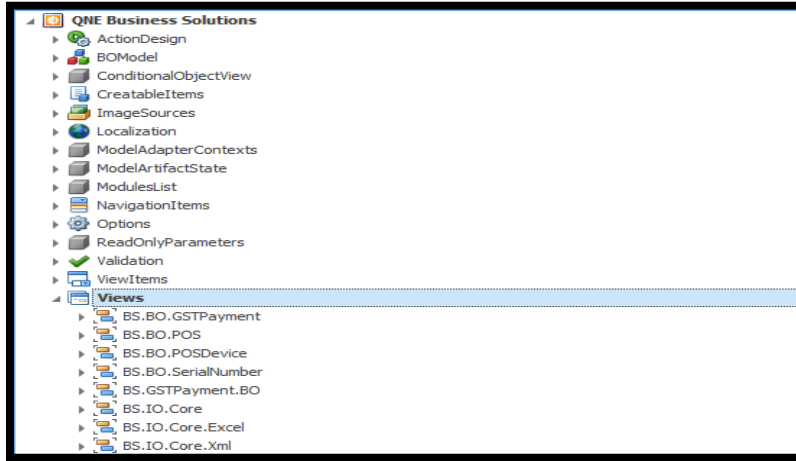 QNE Business Solutions
ActionDesign
BOModel
ConditionalObjectView
CreatableItems
ImageSources
Localization
ModelAdapterContexts
ModelArtifactState
ModulesList
NavigationItems
Options
ReadOnlyParameters
Validation
ViewItems
Views
BS.BO.GSTPayment
BS.BO.POS
BS.BO.POSDevice
BS.BO.SerialNumber
BS.GSTPayment.BO
BS.IO.Core
BS.IO.Core.Excel
BS.IO.Core.Xml